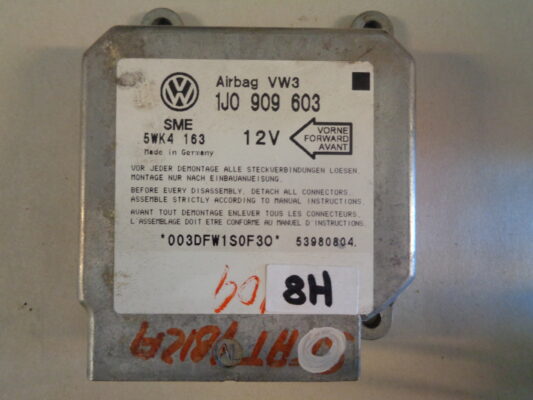 Airbag VW3
1J0 909 603
SME
5WK4 163
Made in Germany
12V
VORNE
FORWARD
AVANT
VOR JEDER DEMONTAGE ALLE STECKVERBINDUNGEN LOESEN.
MONTAGE NUR NACH EINBAUANWEISUNG.
BEFORE EVERY DISASSEMBLY, DETACH ALL CONNECTORS.
ASSEMBLE STRICTLY ACCORDING TO MANUAL INSTRUCTIONS.
AVANT TOUT DEMONTAGE ENLEVER TOUS LES CONNECTEURS.
L'ASSEMBLAGE DOIT ETRE CONFORME AU MANUEL D'INSTRUCTIONS.
*003DFW1S0F30* 53980804.
8H
SEAT IBIZA